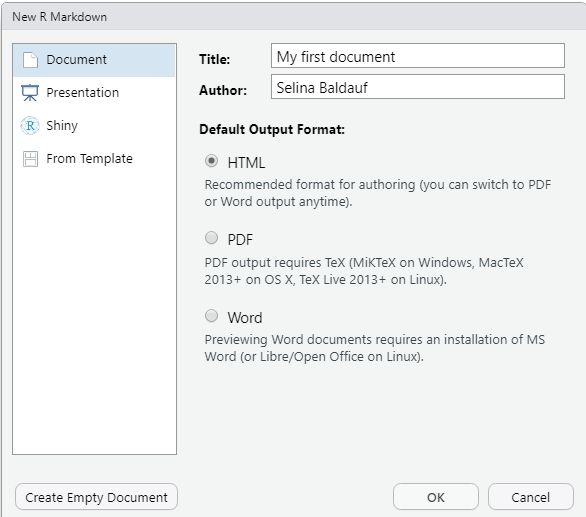 New R Markdown
Document
Presentation
R Shiny
From Template
Title: My first document
Author: Selina Baldauf
Default Output Format:
HTML
Recommended format for authoring (you can switch to PDF
or Word output anytime).
PDF
PDF output requires TeX (MiKTeX on Windows, MacTeX
2013+ on OS X, TeX Live 2013+ on Linux).
Word
Previewing Word documents requires an installation of MS
Word (or Libre/Open Office on Linux).
Create Empty Document
OK
Cancel